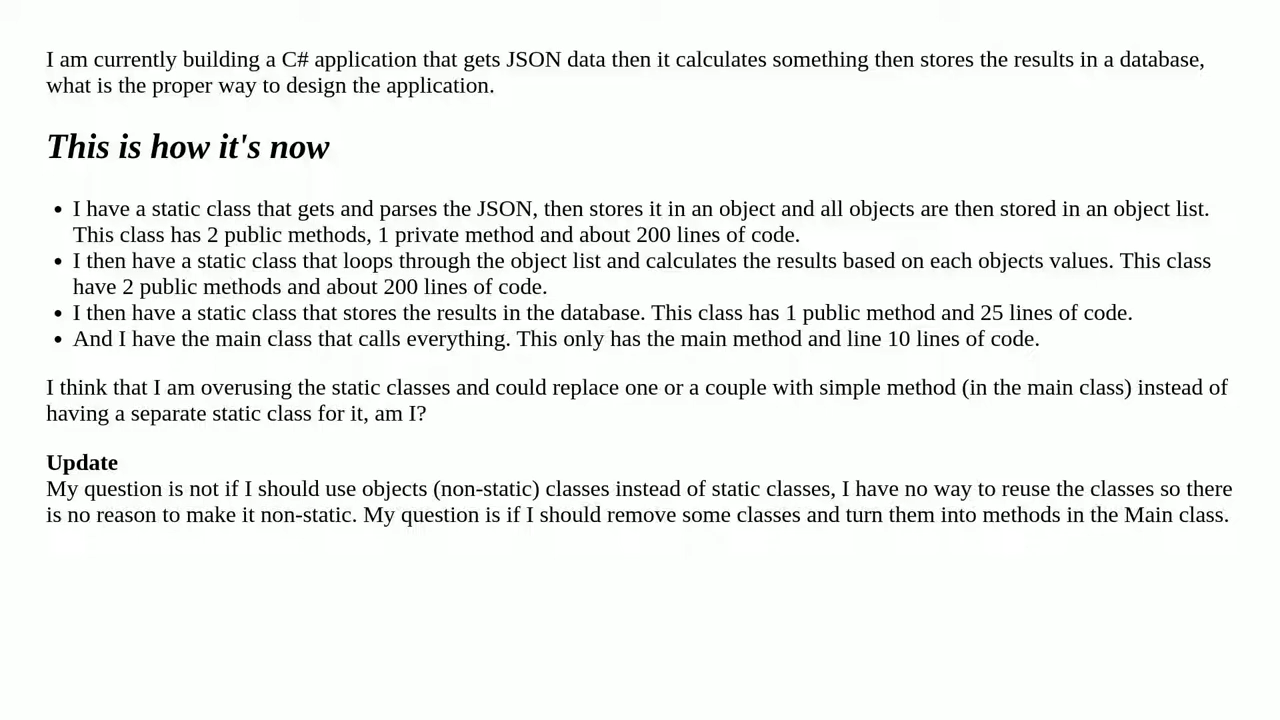 I am currently building a C# application that gets JSON data then it calculates something then stores the results in a database,
what is the proper way to design the application.
This is how it's now
• I have a static class that gets and parses the JSON, then stores it in an object and all objects are then stored in an object list.
This class has 2 public methods, 1 private method and about 200 lines of code.
• I then have a static class that loops through the object list and calculates the results based on each objects values. This class
have 2 public methods and about 200 lines of code.
• I then have a static class that stores the results in the database. This class has 1 public method and 25 lines of code.
• And I have the main class that calls everything. This only has the main method and line 10 lines of code.
I think that I am overusing the static classes and could replace one or a couple with simple method (in the main class) instead of
having a separate static class for it, am I?
Update
My question is not if I should use objects (non-static) classes instead of static classes, I have no way to reuse the classes so there
is no reason to make it non-static. My question is if I should remove some classes and turn them into methods in the Main class.